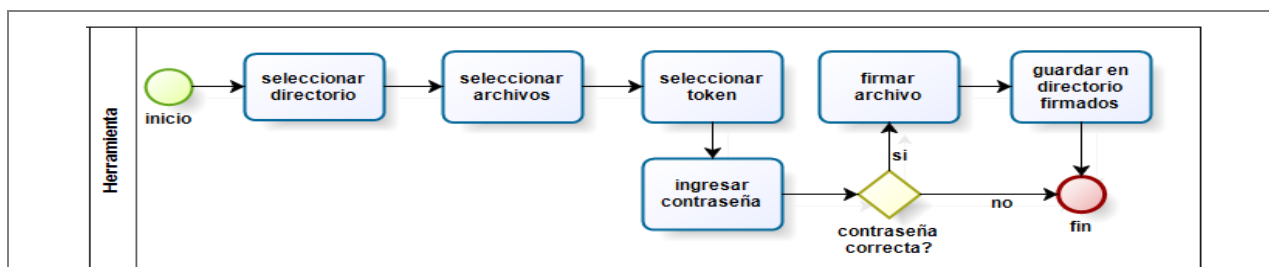 Herramienta
inicio
seleccionar
directorio
seleccionar
archivos
seleccionar
token
ingresar
contraseña
contraseña
correcta?
si
firmar
archivo
guardar en
directorio
firmados
no
fin